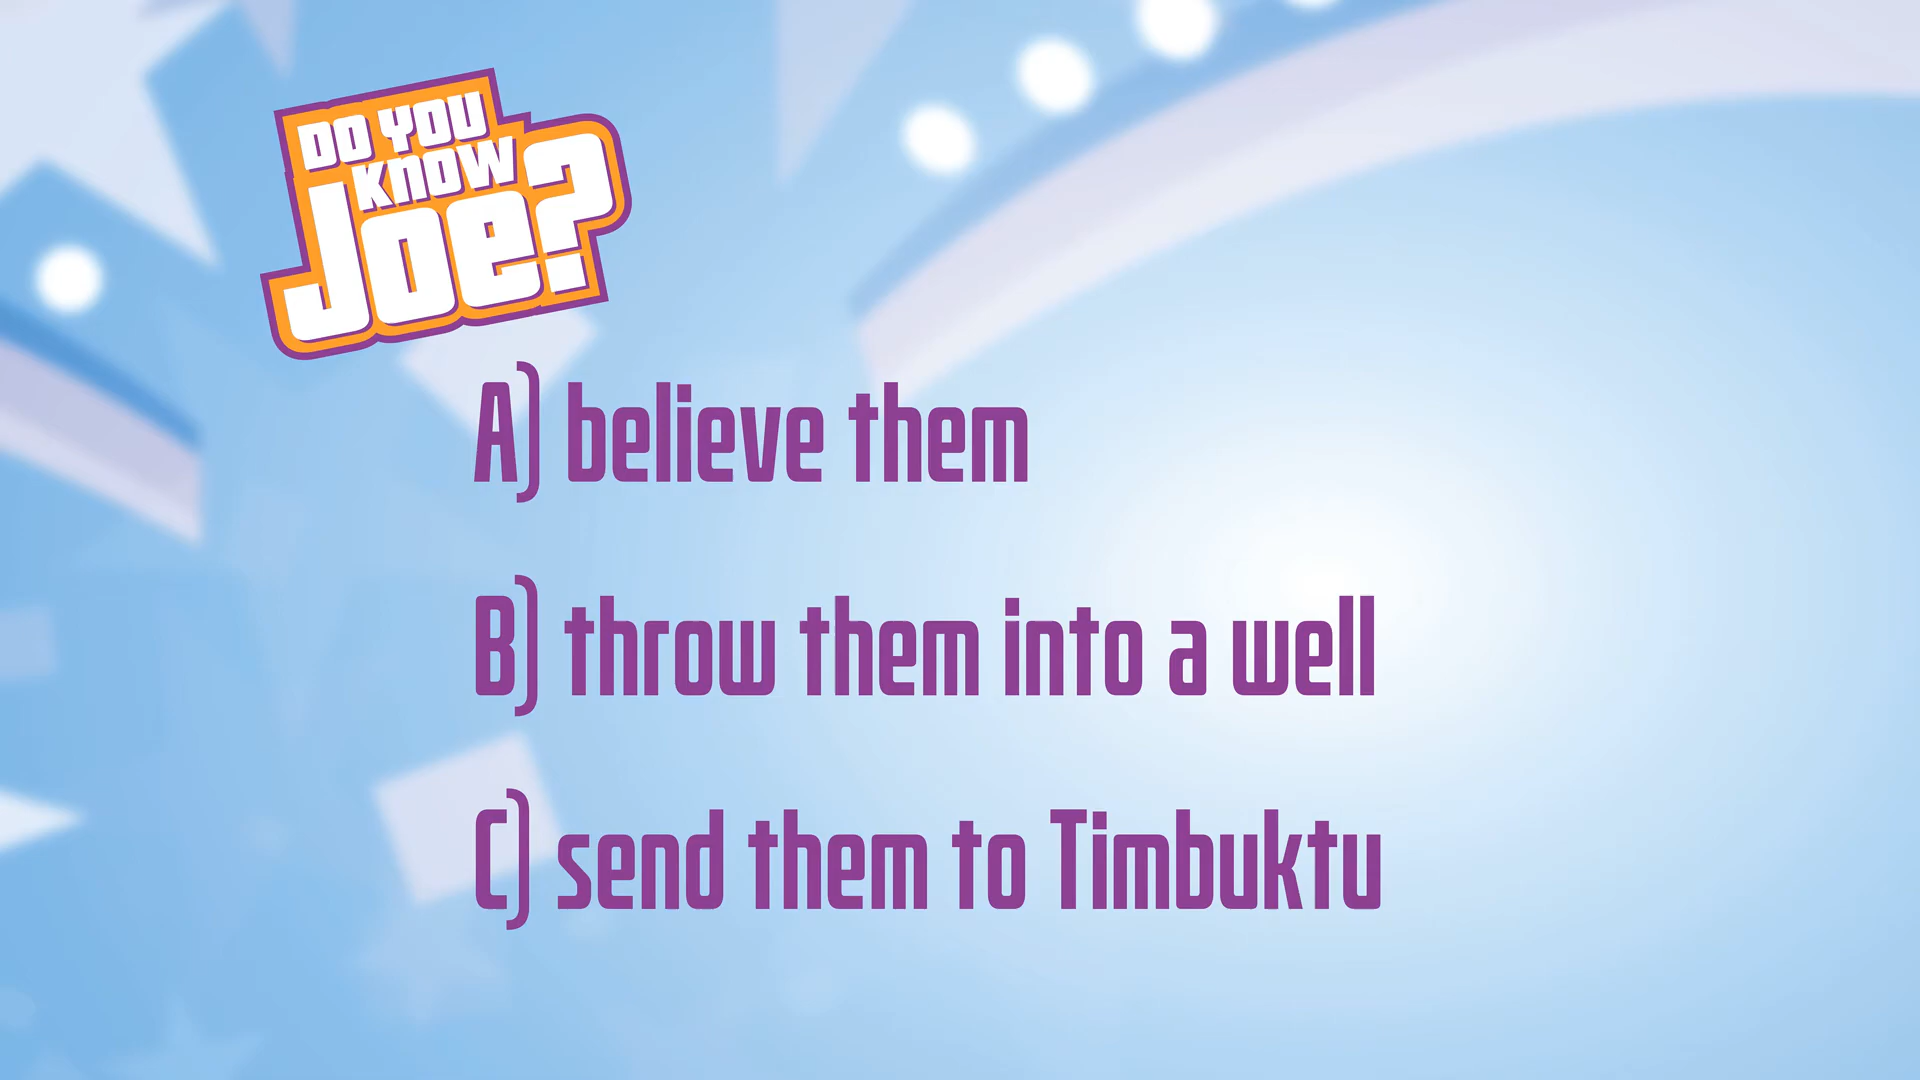 DO YOU
KNOW
JOE?
A) believe them
B) throw them into a well
C) send them to Timbuktu